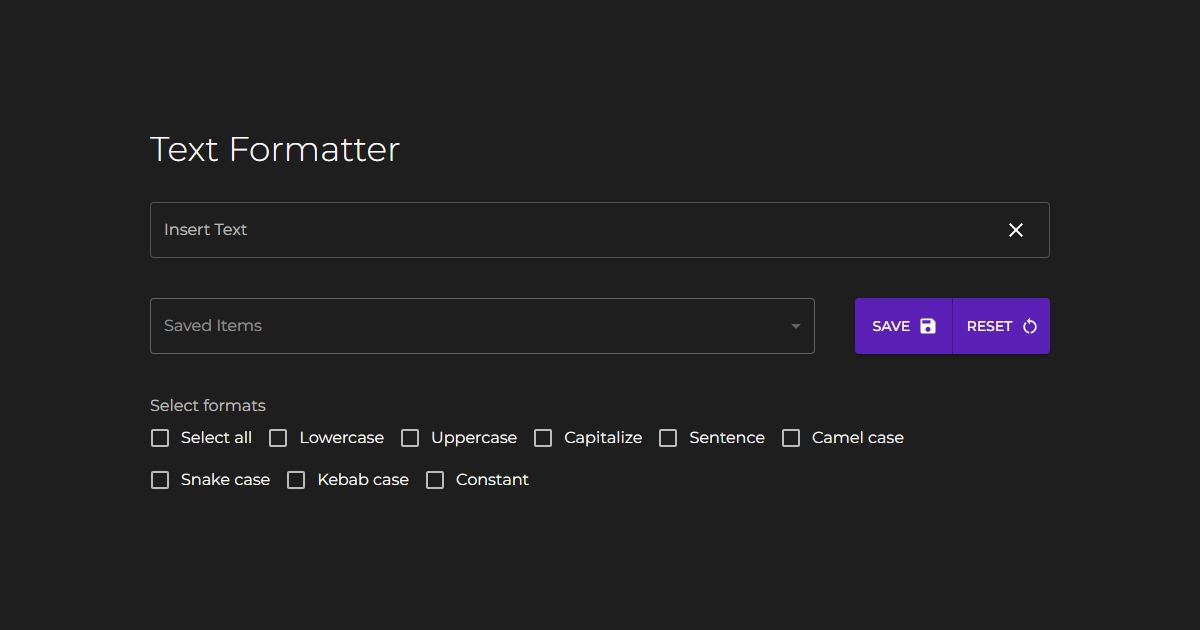 Text Formatter
Insert Text
Saved Items
SAVE RESET
Select formats
Select all Lowercase Uppercase Capitalize Sentence Camel case
Snake case Kebab case Constant